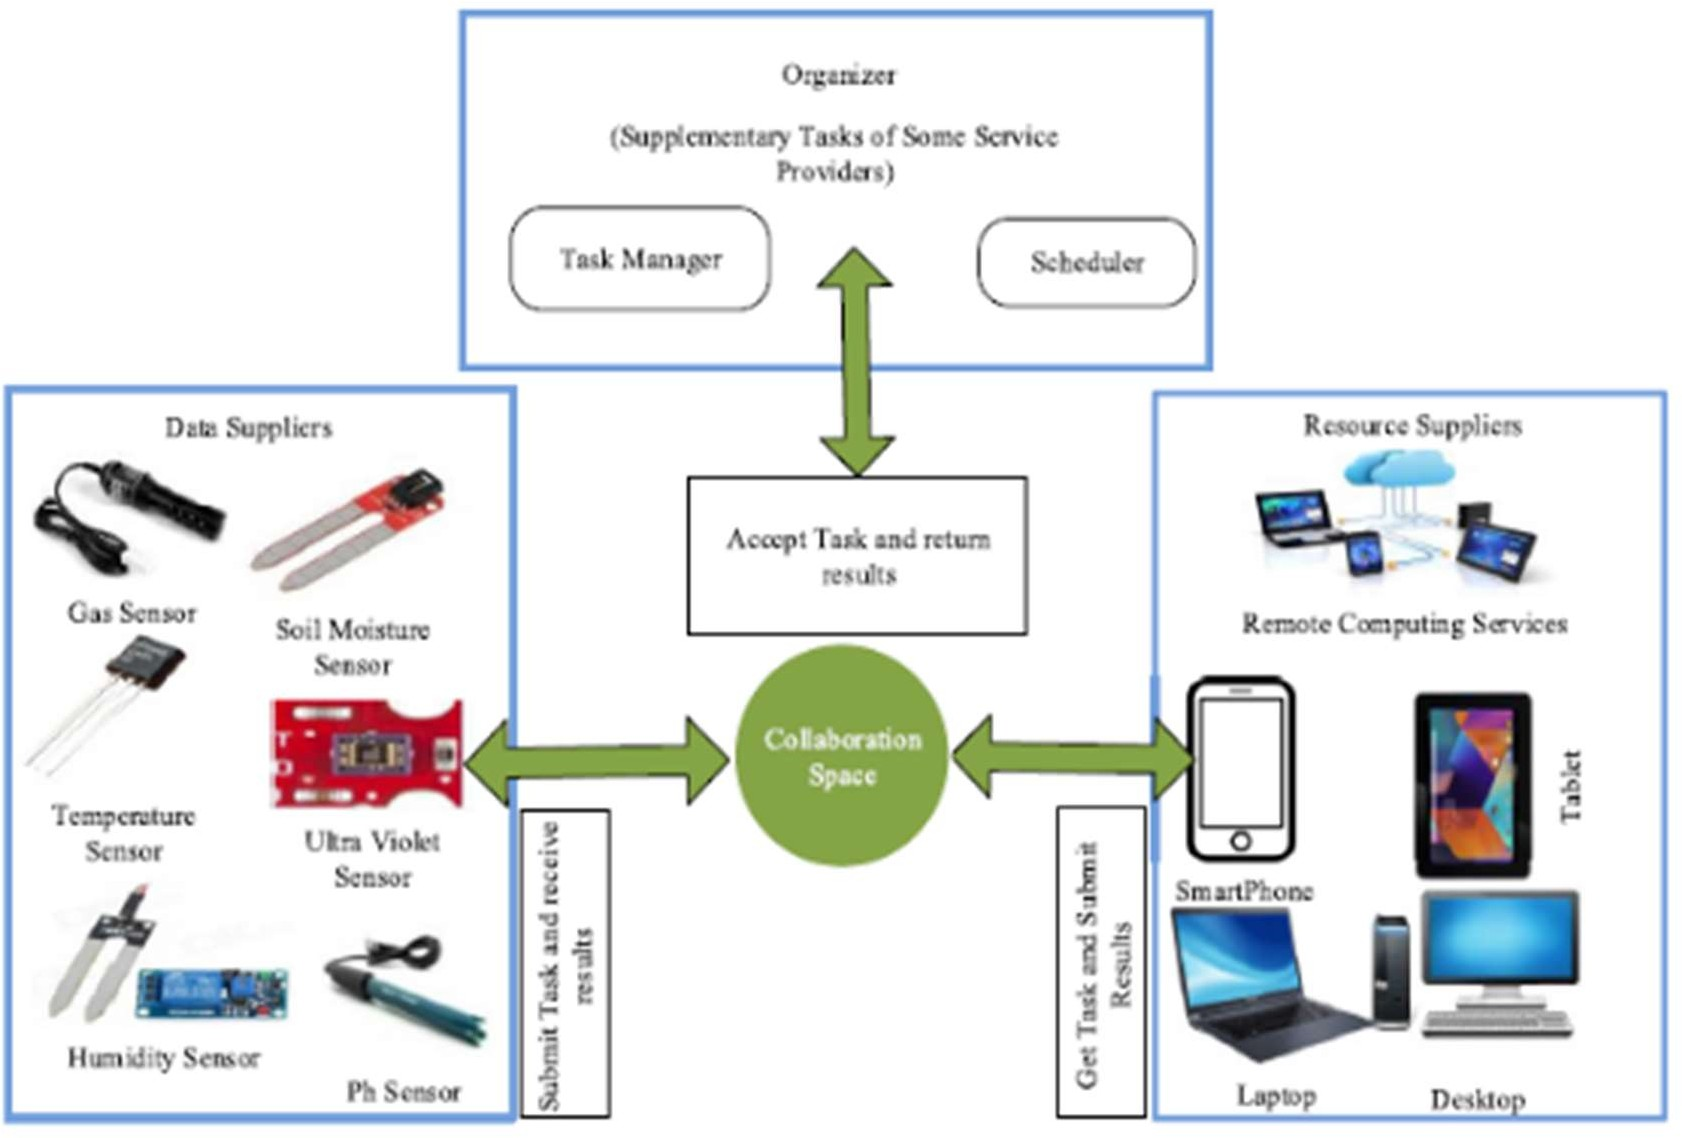 Organizer
(Supplementary Tasks of Some Service
Providers)
Task Manager
Scheduler
Accept Task and return
results
Data Suppliers
Gas Sensor
Soil Moisture
Sensor
Temperature
Sensor
Ultra Violet
Sensor
Humidity Sensor
Ph Sensor
Submit Task and receive
results
Collaboration
Space
Get Task and Submit
Results
Resource Suppliers
Remote Computing Services
SmartPhone
Tablet
Laptop
Desktop